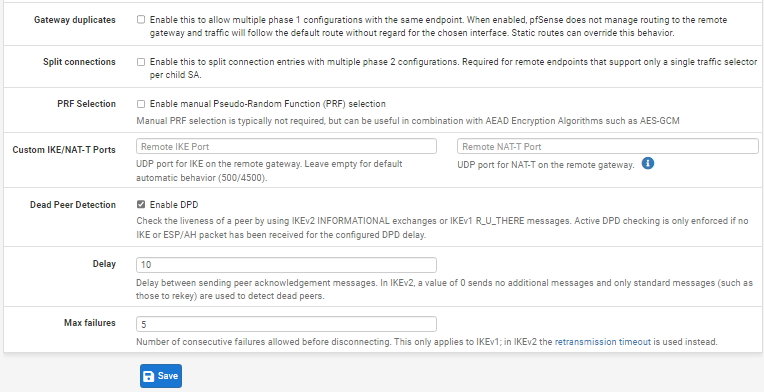 Gateway duplicates
Enable this to allow multiple phase 1 configurations with the same endpoint. When enabled, pfSense does not manage routing to the remote
gateway and traffic will follow the default route without regard for the chosen interface. Static routes can override this behavior.
Split connections
Enable this to split connection entries with multiple phase 2 configurations. Required for remote endpoints that support only a single traffic selector
per child SA.
PRF Selection
Enable manual Pseudo-Random Function (PRF) selection
Manual PRF selection is typically not required, but can be useful in combination with AEAD Encryption Algorithms such as AES-GCM
Custom IKE/NAT-T Ports
Remote IKE Port
UDP port for IKE on the remote gateway. Leave empty for default
automatic behavior (500/4500).
Remote NAT-T Port
UDP port for NAT-T on the remote gateway.
Dead Peer Detection
Enable DPD
Check the liveness of a peer by using IKEv2 INFORMATIONAL exchanges or IKEv1 R_U_THERE messages. Active DPD checking is only enforced if no
IKE or ESP/AH packet has been received for the configured DPD delay.
Delay
10
Delay between sending peer acknowledgement messages. In IKEv2, a value of 0 sends no additional messages and only standard messages (such as
those to rekey) are used to detect dead peers.
Max failures
5
Number of consecutive failures allowed before disconnecting. This only applies to IKEv1; in IKEv2 the retransmission timeout is used instead.
Save